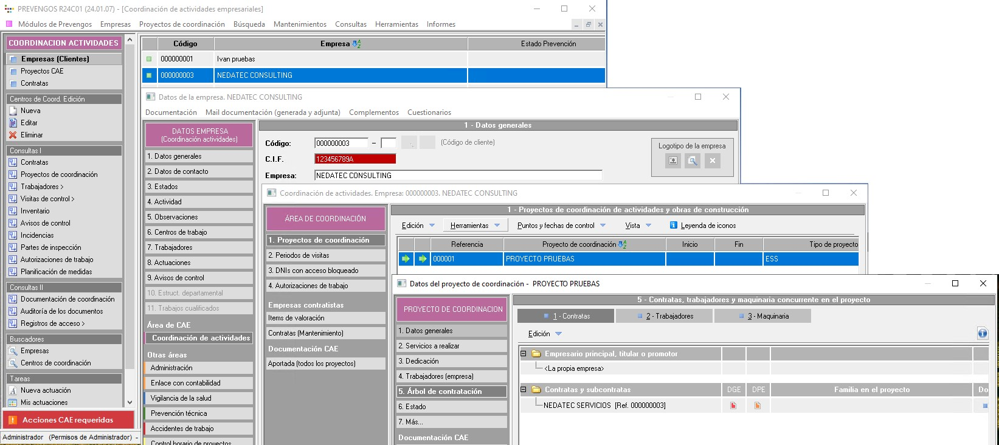 PREVENGOS R24C01 (24.01.07) - [Coordinación de actividades empresariales]
Módulos de Prevengos Empresas Proyectos de coordinación Búsqueda Mantenimientos Consultas Herramientas Informes
COORDINACION ACTIVIDADES
Empresas (Clientes)
Proyectos CAE
Contratas
Centros de Coord. Edición
Nueva
Editar
Eliminar
Consultas I
Contratas
Proyectos de coordinación
Trabajadores >
Visitas de control >
Inventario
Avisos de control
Incidencias
Partes de inspección
Autorizaciones de trabajo
Planificación de medidas
Consultas II
Documentación de coordinación
Auditoría de los documentos
Registros de acceso >
Buscadores
Empresas
Centros de coordinación
Tareas
Nueva actuación
Mis actuaciones
Acciones CAE requeridas
Administrador (Permisos de Administrador) -
Código Empresa Estado Prevención
000000001 Ivan pruebas
000000003 NEDATEC CONSULTING
Datos de la empresa. NEDATEC CONSULTING
Documentación Mail documentación (generada y adjunta) Complementos Cuestionarios
DATOS EMPRESA
(Coordinación actividades)
1. Datos generales
2. Datos de contacto
3. Estados
4. Actividad
5. Observaciones
6. Centros de trabajo
7. Trabajadores
8. Actuaciones
9. Avisos de control
10. Estruct. departamental
11. Trabajos cualificados
Área de CAE
Coordinación de actividades
Otras áreas
Administración
Enlace con contabilidad
Vigilancia de la salud
Prevención técnica
Accidentes de trabajo
Control horario de proyectos
1 - Datos generales
Código: 000000003 - (Código de cliente)
C.I.F. 123456789A
Empresa: NEDATEC CONSULTING
Logotipo de la empresa
Coordinación de actividades. Empresa: 000000003. NEDATEC CONSULTING
ÁREA DE COORDINACIÓN
1. Proyectos de coordinación
2. Periodos de visitas
3. DNIs con acceso bloqueado
4. Autorizaciones de trabajo
Empresas contratistas
Items de valoración
Contratas (Mantenimiento)
Documentación CAE
Aportada (todos los proyectos)
1 - Proyectos de coordinación de actividades y obras de construcción
Edición Herramientas Puntos y fechas de control Vista Leyenda de iconos
Referencia Proyecto de coordinación Inicio Fin Tipo de proyecto
000001 PROYECTO PRUEBAS ESS
Datos del proyecto de coordinación - PROYECTO PRUEBAS
PROYECTO DE COORDINACION
1. Datos generales
2. Servicios a realizar
3. Dedicación
4. Trabajadores (empresa)
5. Árbol de contratación
6. Estado
7. Más...
Documentación CAE
5 - Contratas, trabajadores y maquinaria concurrente en el proyecto
1 - Contratas 2 - Trabajadores 3 - Maquinaria
Edición
Empresario principal, titular o promotor
<La propia empresa>
Contratas y subcontratas DGE DPE Familia en el proyecto Do
NEDATEC SERVICIOS [Ref. 000000003]